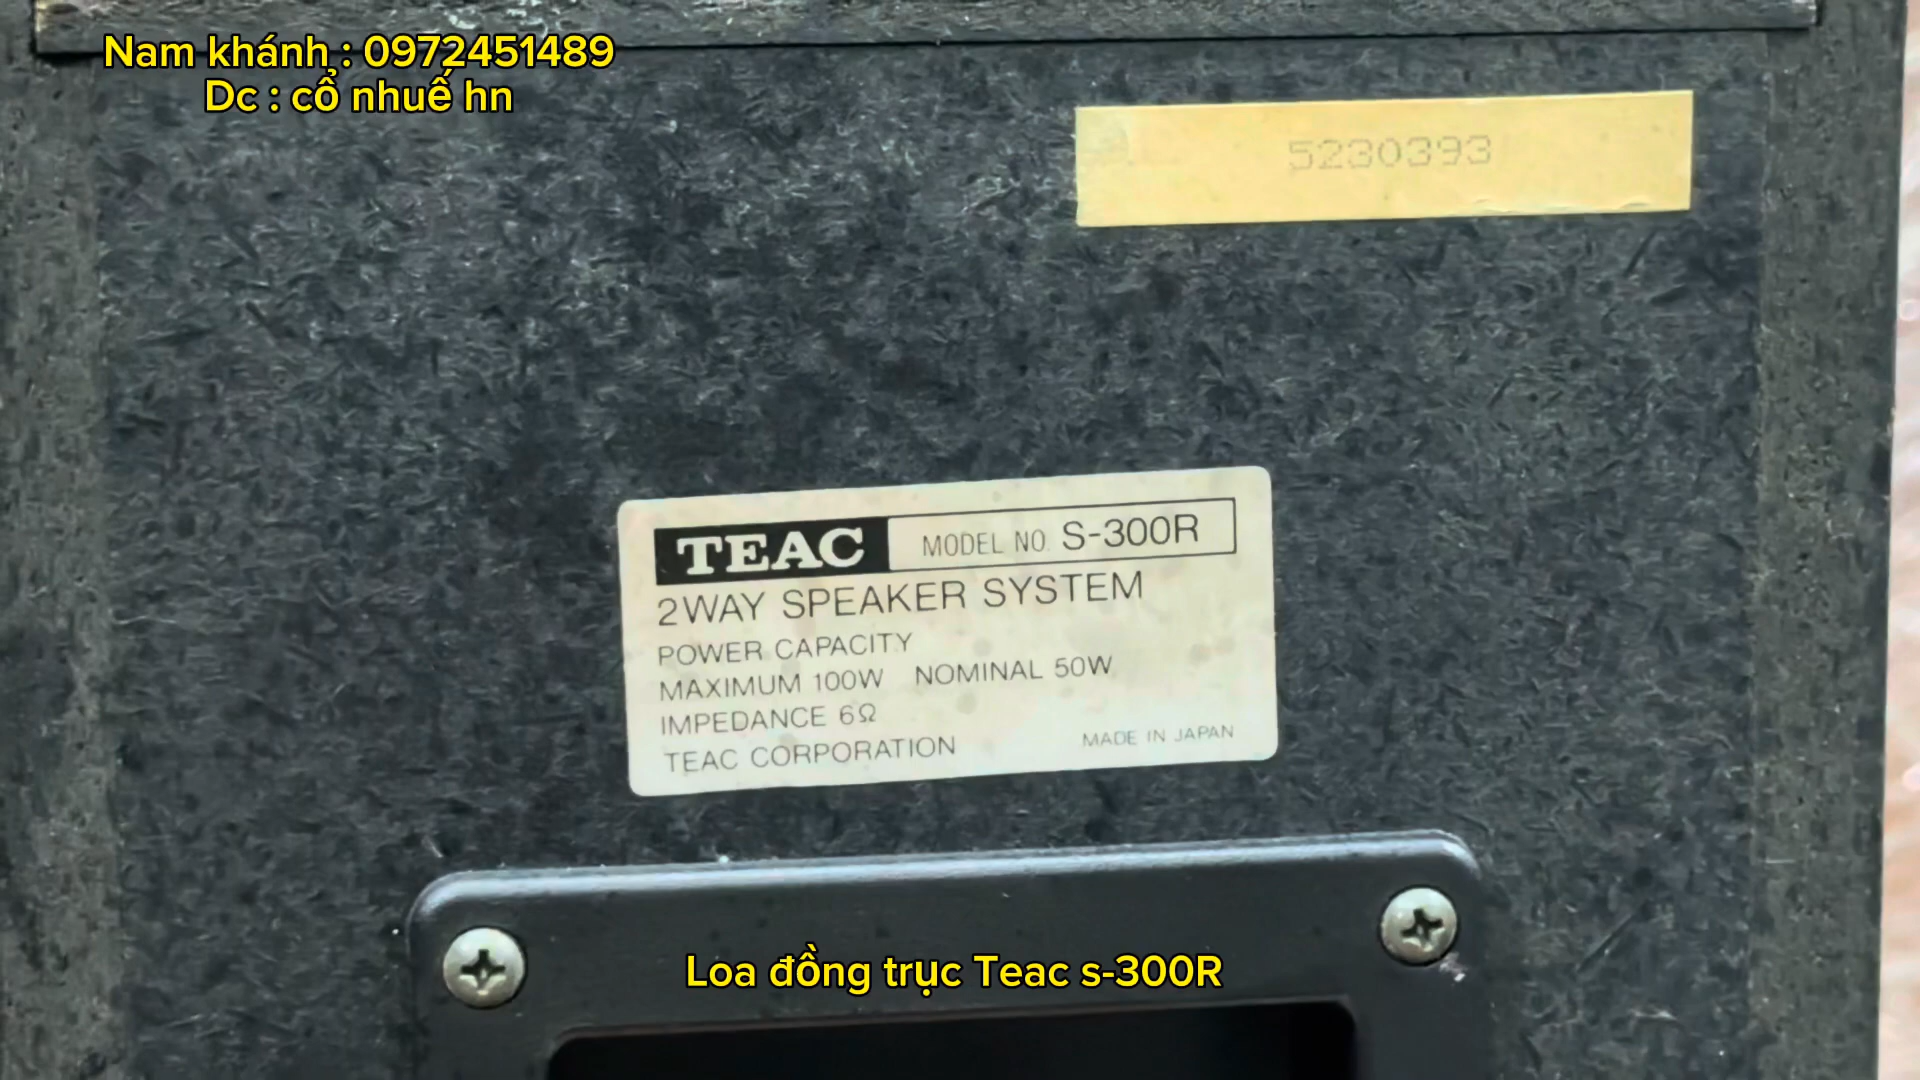 Nam khánh : 0972451489
Dc : cổ nhuế hn
5230393
TEAC MODEL NO. S-300R
2WAY SPEAKER SYSTEM
POWER CAPACITY
MAXIMUM 100W NOMINAL 50W
IMPEDANCE 6Ω
TEAC CORPORATION MADE IN JAPAN
Loa đồng trục Teac s-300R